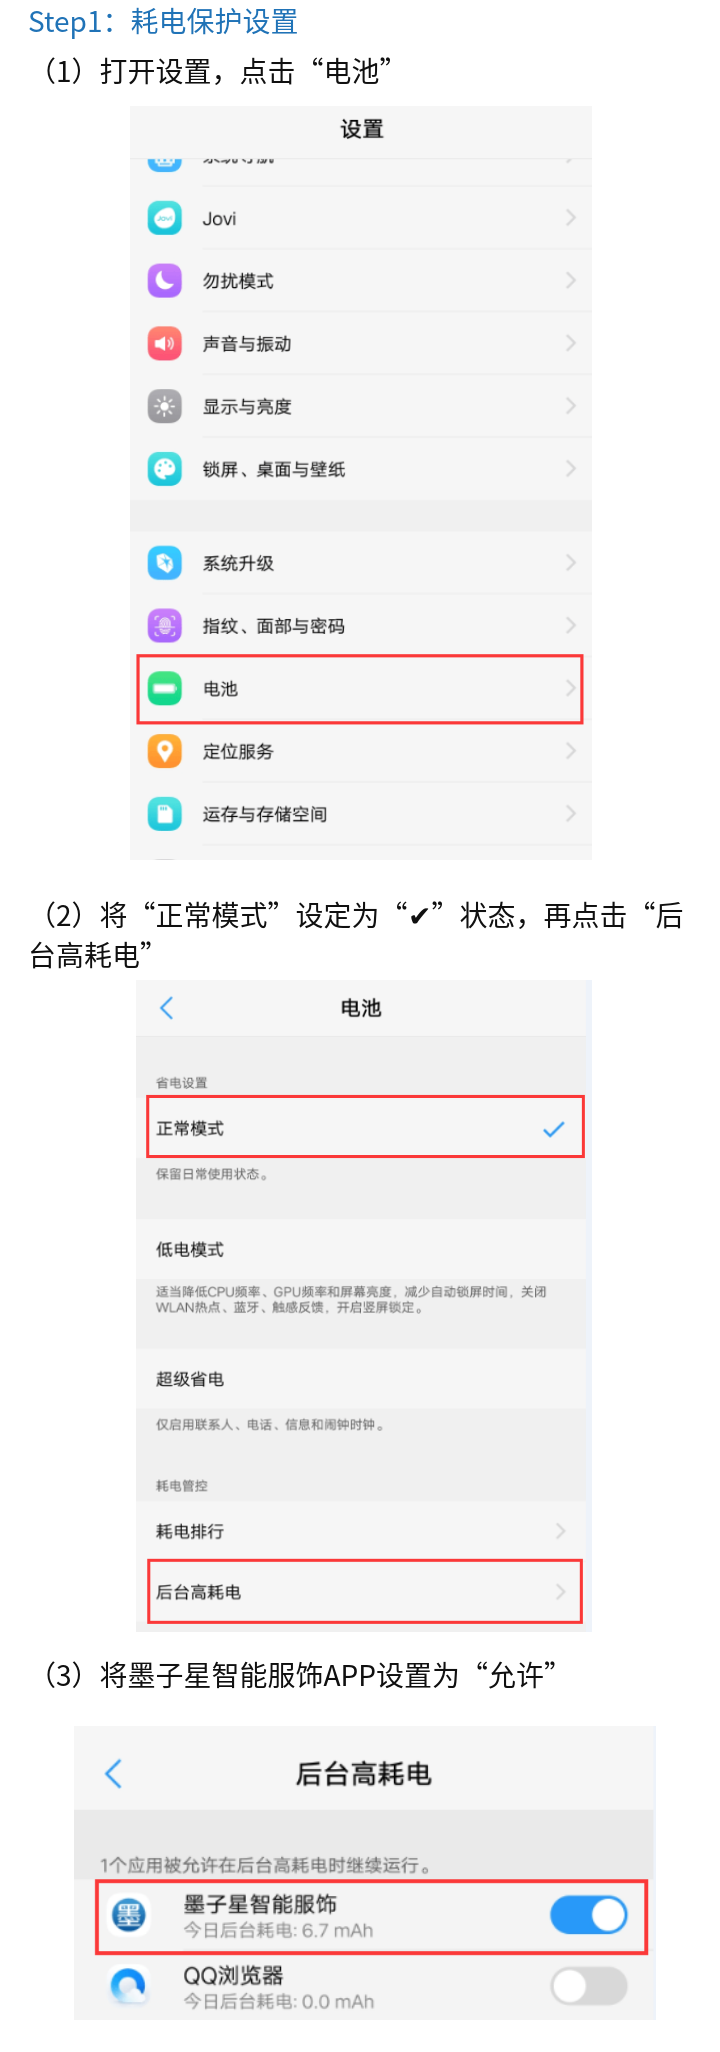 Step1：耗电保护设置
（1）打开设置，点击“电池”
设置
Jovi
勿扰模式
声音与振动
显示与亮度
锁屏、桌面与壁纸
系统升级
指纹、面部与密码
电池
定位服务
运存与存储空间
（2）将“正常模式”设定为“✔”状态，再点击“后
台高耗电”
电池
省电设置
正常模式
保留日常使用状态。
低电模式
适当降低CPU频率、GPU频率和屏幕亮度，减少自动锁屏时间，关闭
WLAN热点、蓝牙、触感反馈，开启竖屏锁定。
超级省电
仅启用联系人、电话、信息和闹钟时钟。
耗电管控
耗电排行
后台高耗电
（3）将墨子星智能服饰APP设置为“允许”
后台高耗电
1个应用被允许在后台高耗电时继续运行。
墨
墨子星智能服饰
今日后台耗电: 6.7 mAh
QQ浏览器
今日后台耗电: 0.0 mAh